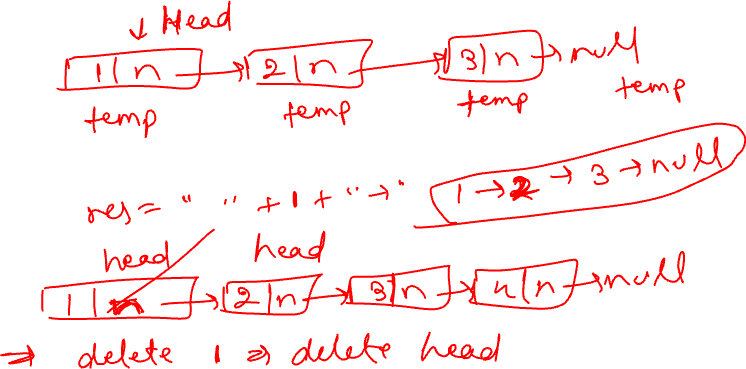 ↓ Head
1|n → 2|n → 3|n → null
temp temp temp temp
res = " " + 1 + "→" 1 → 2 → 3 → null
head head
1|n → 2|n → 3|n → 4|n → null
⇒ delete 1 ⇒ delete head